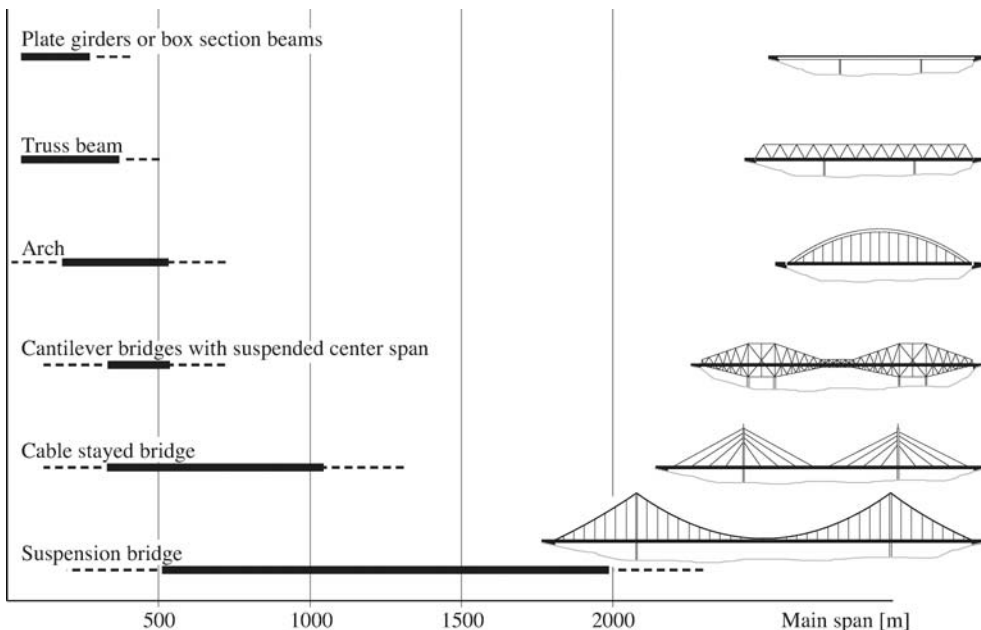 Plate girders or box section beams
Truss beam
Arch
Cantilever bridges with suspended center span
Cable stayed bridge
Suspension bridge
500 1000 1500 2000 Main span [m]